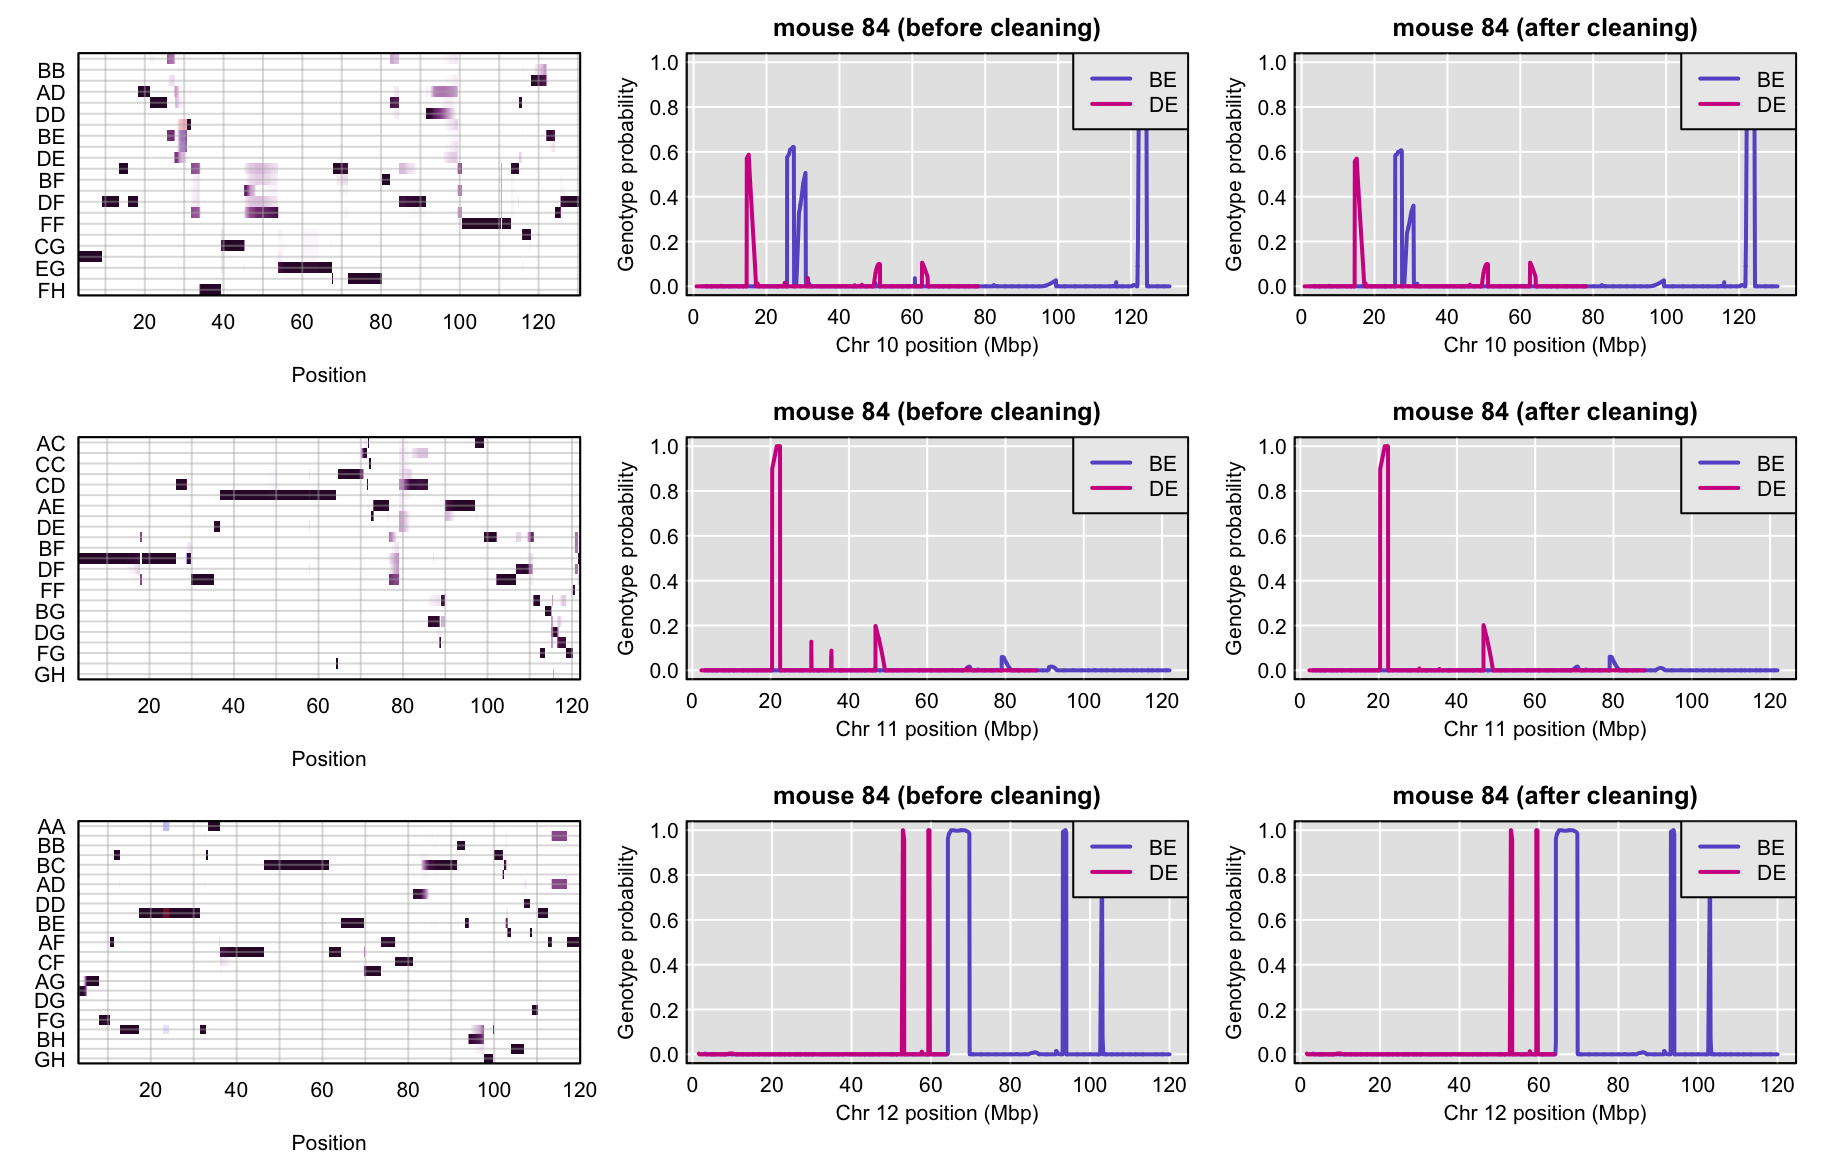 mouse 84 (before cleaning)
mouse 84 (after cleaning)
BB
AD
DD
BE
DE
BF
DF
FF
CG
EG
FH
20 40 60 80 100 120
Position
Genotype probability
1.0
0.8
0.6
0.4
0.2
0.0
BE
DE
0 20 40 60 80 100 120
Chr 10 position (Mbp)
Genotype probability
1.0
0.8
0.6
0.4
0.2
0.0
BE
DE
0 20 40 60 80 100 120
Chr 10 position (Mbp)
mouse 84 (before cleaning)
mouse 84 (after cleaning)
AC
CC
CD
AE
DE
BF
DF
FF
BG
DG
FG
GH
20 40 60 80 100 120
Position
Genotype probability
1.0
0.8
0.6
0.4
0.2
0.0
BE
DE
0 20 40 60 80 100 120
Chr 11 position (Mbp)
Genotype probability
1.0
0.8
0.6
0.4
0.2
0.0
BE
DE
0 20 40 60 80 100 120
Chr 11 position (Mbp)
mouse 84 (before cleaning)
mouse 84 (after cleaning)
AA
BB
BC
AD
DD
BE
AF
CF
AG
DG
FG
BH
GH
20 40 60 80 100 120
Position
Genotype probability
1.0
0.8
0.6
0.4
0.2
0.0
BE
DE
0 20 40 60 80 100 120
Chr 12 position (Mbp)
Genotype probability
1.0
0.8
0.6
0.4
0.2
0.0
BE
DE
0 20 40 60 80 100 120
Chr 12 position (Mbp)